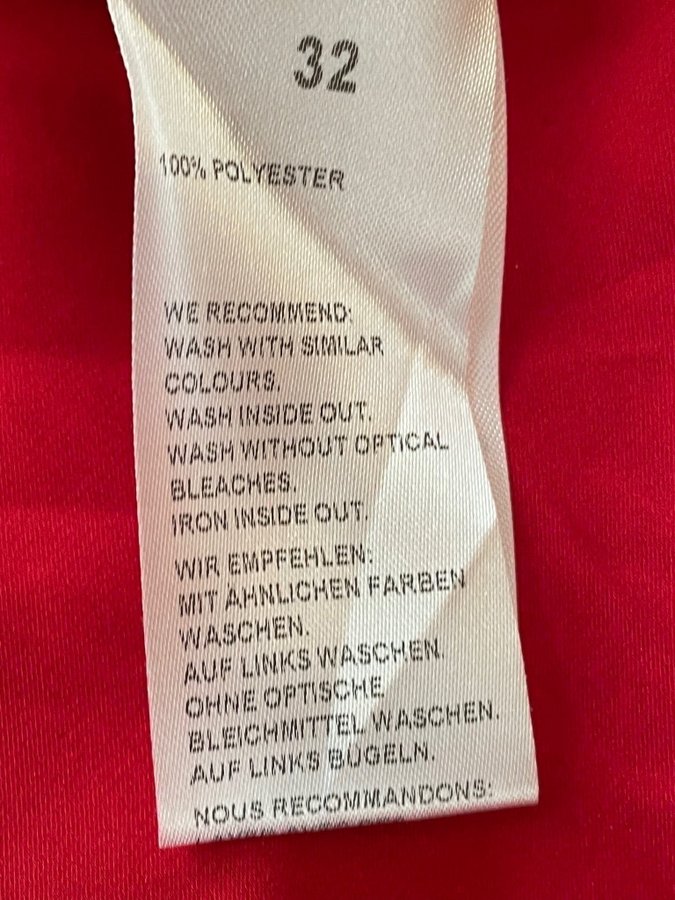 32
100% POLYESTER
WE RECOMMEND:
WASH WITH SIMILAR
COLOURS.
WASH INSIDE OUT.
WASH WITHOUT OPTICAL
BLEACHES.
IRON INSIDE OUT.
WIR EMPFEHLEN:
MIT ÄHNLICHEN FARBEN
WASCHEN.
AUF LINKS WASCHEN.
OHNE OPTISCHE
BLEICHMITTEL WASCHEN.
AUF LINKS BÜGELN.
NOUS RECOMMANDONS: